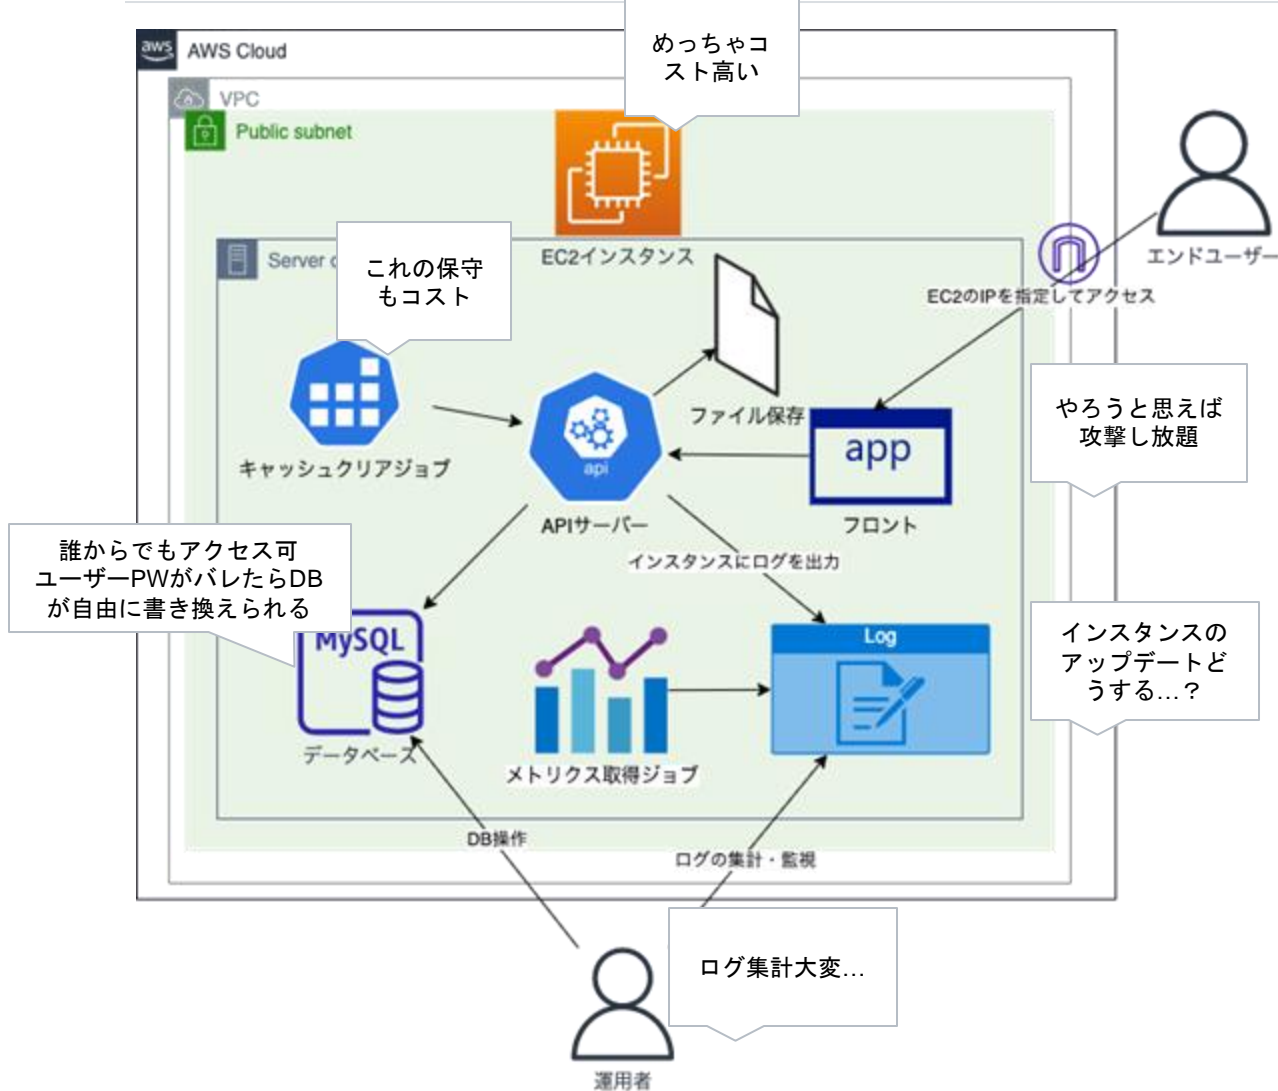 めっちゃコ
スト高い
aws
AWS Cloud
VPC
Public subnet
EC2インスタンス
エンドユーザー
Server c
これの保守
もコスト
EC2のIPを指定してアクセス
ファイル保存
app
やろうと思えば
攻撃し放題
キャッシュクリアジョブ
api
APIサーバー
フロント
誰からでもアクセス可
ユーザーPWがバレたらDB
が自由に書き換えられる
インスタンスにログを出力
MySQL
データベース
メトリクス取得ジョブ
Log
インスタンスの
アップデートど
うする…？
DB操作
ログの集計・監視
ログ集計大変…
運用者